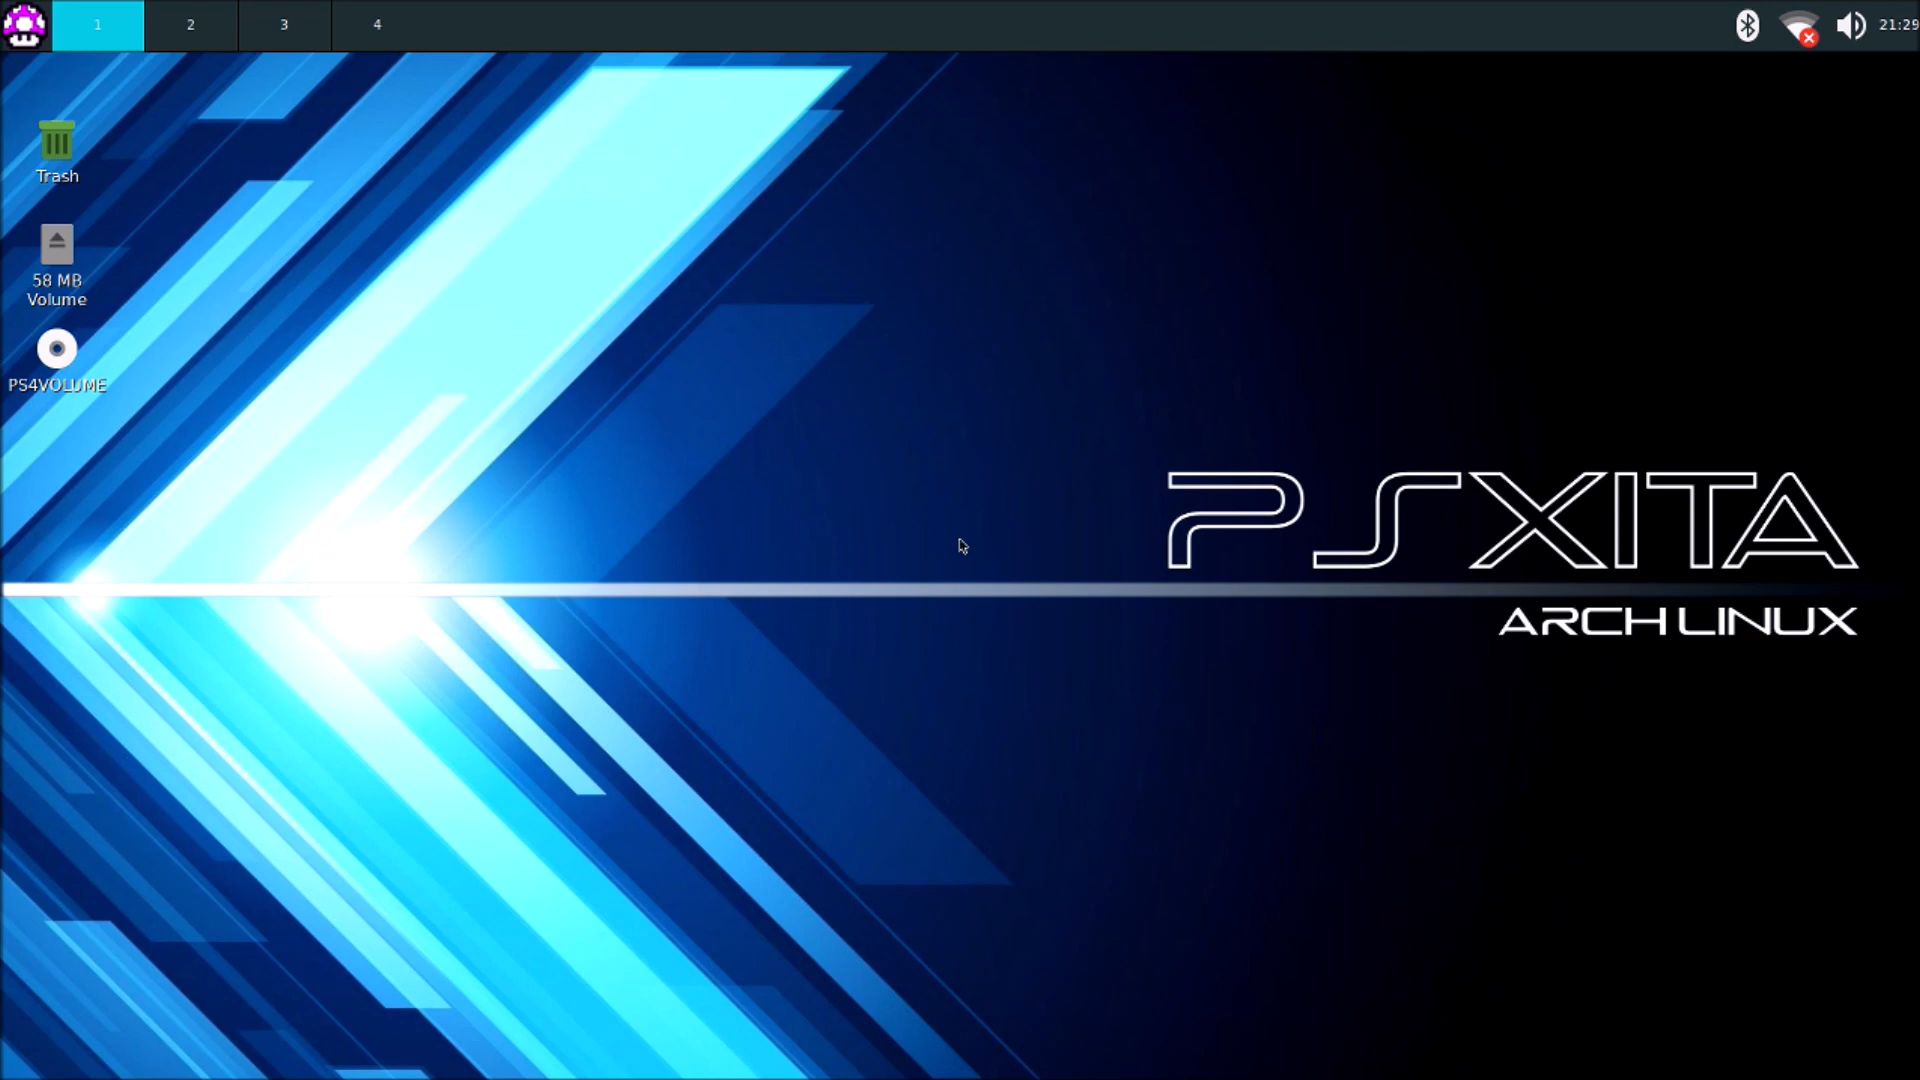 1 2 3 4
21:29
Trash
58 MB
Volume
PS4VOLUME
PSXITA
ARCH LINUX